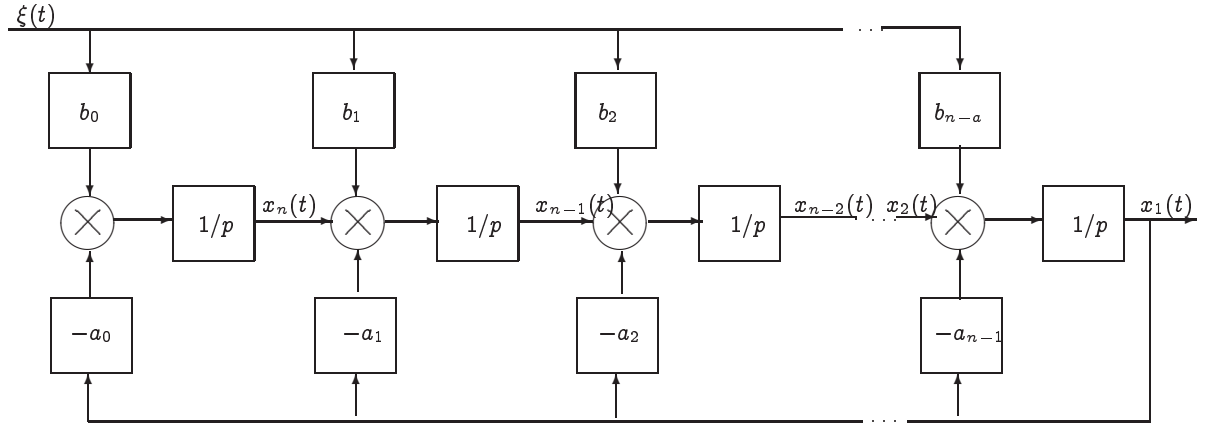 ξ(t)
b₀ b₁ b₂ bₙ₋ₐ
1/p xₙ(t) 1/p xₙ₋₁(t) 1/p xₙ₋₂(t) ... x₂(t) 1/p x₁(t)
−a₀ −a₁ −a₂ −aₙ₋₁